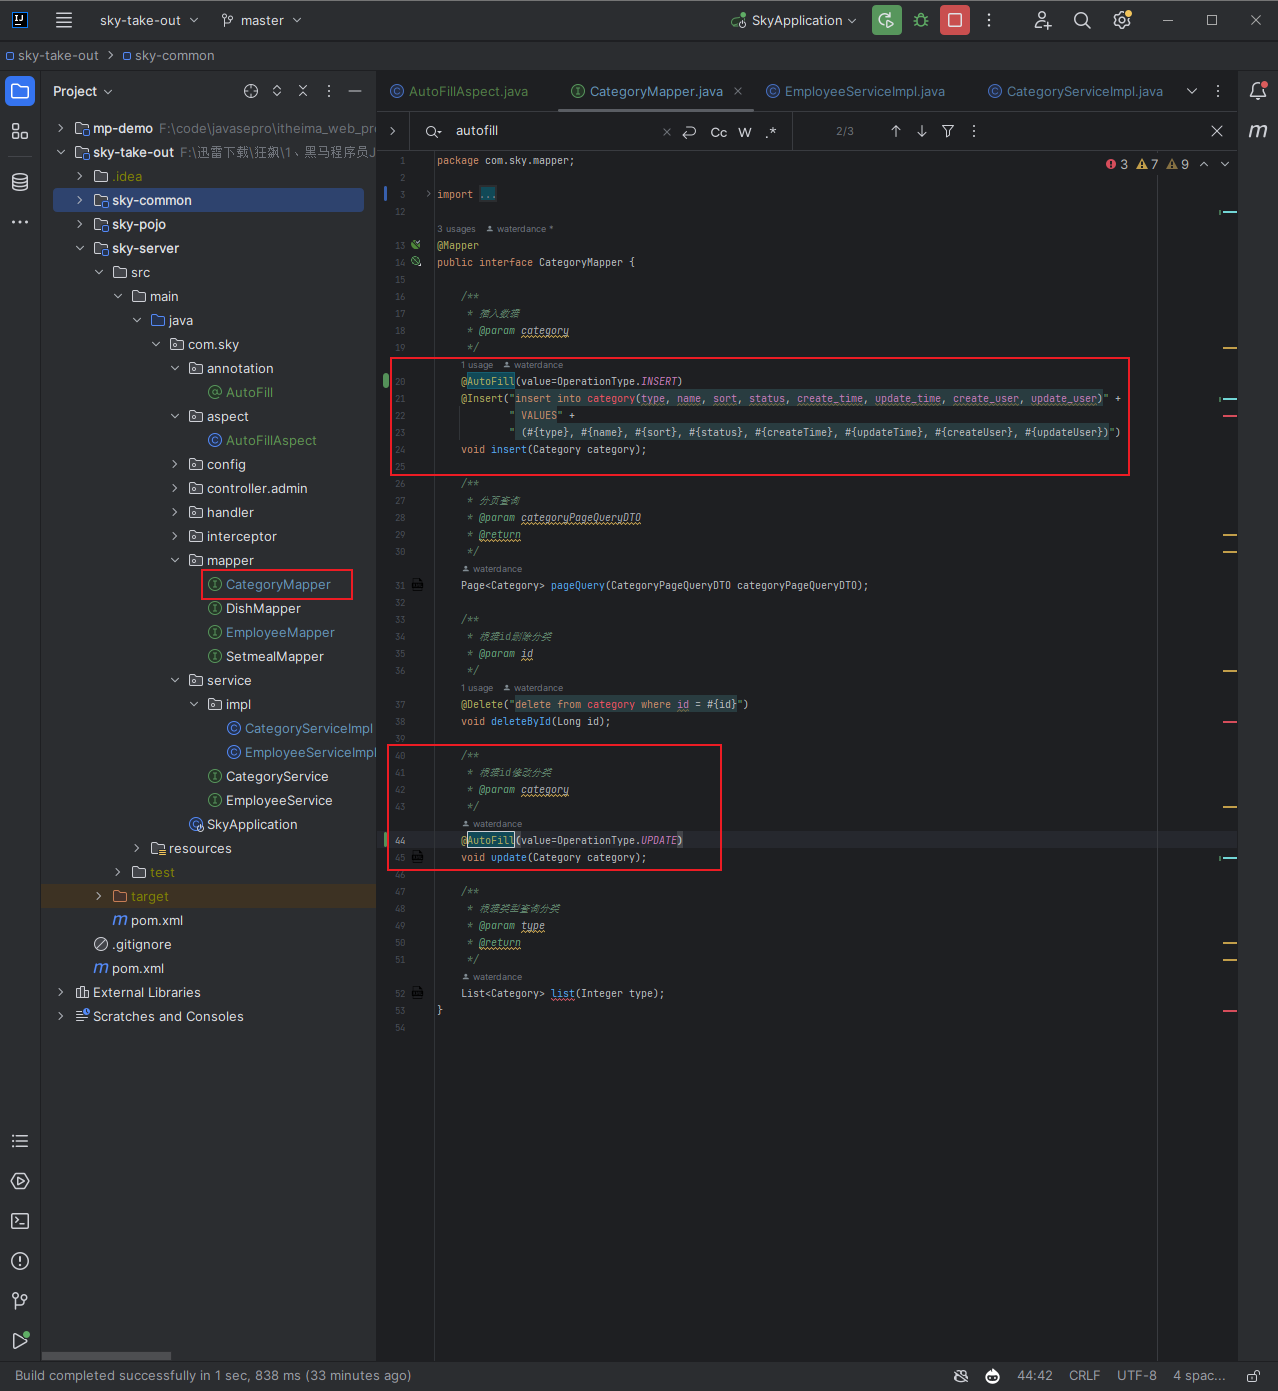 sky-take-out
master
SkyApplication
sky-take-out
sky-common
Project
mp-demo F:\code\javasepro\itheima_web_pro
sky-take-out F:\迅雷下载\狂飙\1、黑马程序员J
.idea
sky-common
sky-pojo
sky-server
src
main
java
com.sky
annotation
AutoFill
aspect
AutoFillAspect
config
controller.admin
handler
interceptor
mapper
CategoryMapper
DishMapper
EmployeeMapper
SetmealMapper
service
impl
CategoryServiceImpl
EmployeeServiceImpl
CategoryService
EmployeeService
SkyApplication
resources
test
target
pom.xml
.gitignore
pom.xml
External Libraries
Scratches and Consoles
AutoFillAspect.java
CategoryMapper.java
EmployeeServiceImpl.java
CategoryServiceImpl.java
autofill
Cc
W
.*
2/3
3 7 9
1 package com.sky.mapper;
2
3 import ...
12
3 usages waterdance *
13 @Mapper
14 public interface CategoryMapper {
15
16 /**
17 * 插入数据
18 * @param category
19 */
1 usage waterdance
20 @AutoFill(value=OperationType.INSERT)
21 @Insert("insert into category(type, name, sort, status, create_time, update_time, create_user, update_user)" +
22 " VALUES" +
23 " (#{type}, #{name}, #{sort}, #{status}, #{createTime}, #{updateTime}, #{createUser}, #{updateUser})")
24 void insert(Category category);
25
26 /**
27 * 分页查询
28 * @param categoryPageQueryDTO
29 * @return
30 */
waterdance
31 Page<Category> pageQuery(CategoryPageQueryDTO categoryPageQueryDTO);
32
33 /**
34 * 根据id删除分类
35 * @param id
36 */
1 usage waterdance
37 @Delete("delete from category where id = #{id}")
38 void deleteById(Long id);
39
40 /**
41 * 根据id修改分类
42 * @param category
43 */
waterdance
44 @AutoFill(value=OperationType.UPDATE)
45 void update(Category category);
46
47 /**
48 * 根据类型查询分类
49 * @param type
50 * @return
51 */
waterdance
52 List<Category> list(Integer type);
53 }
54
Build completed successfully in 1 sec, 838 ms (33 minutes ago)
44:42
CRLF
UTF-8
4 spac...